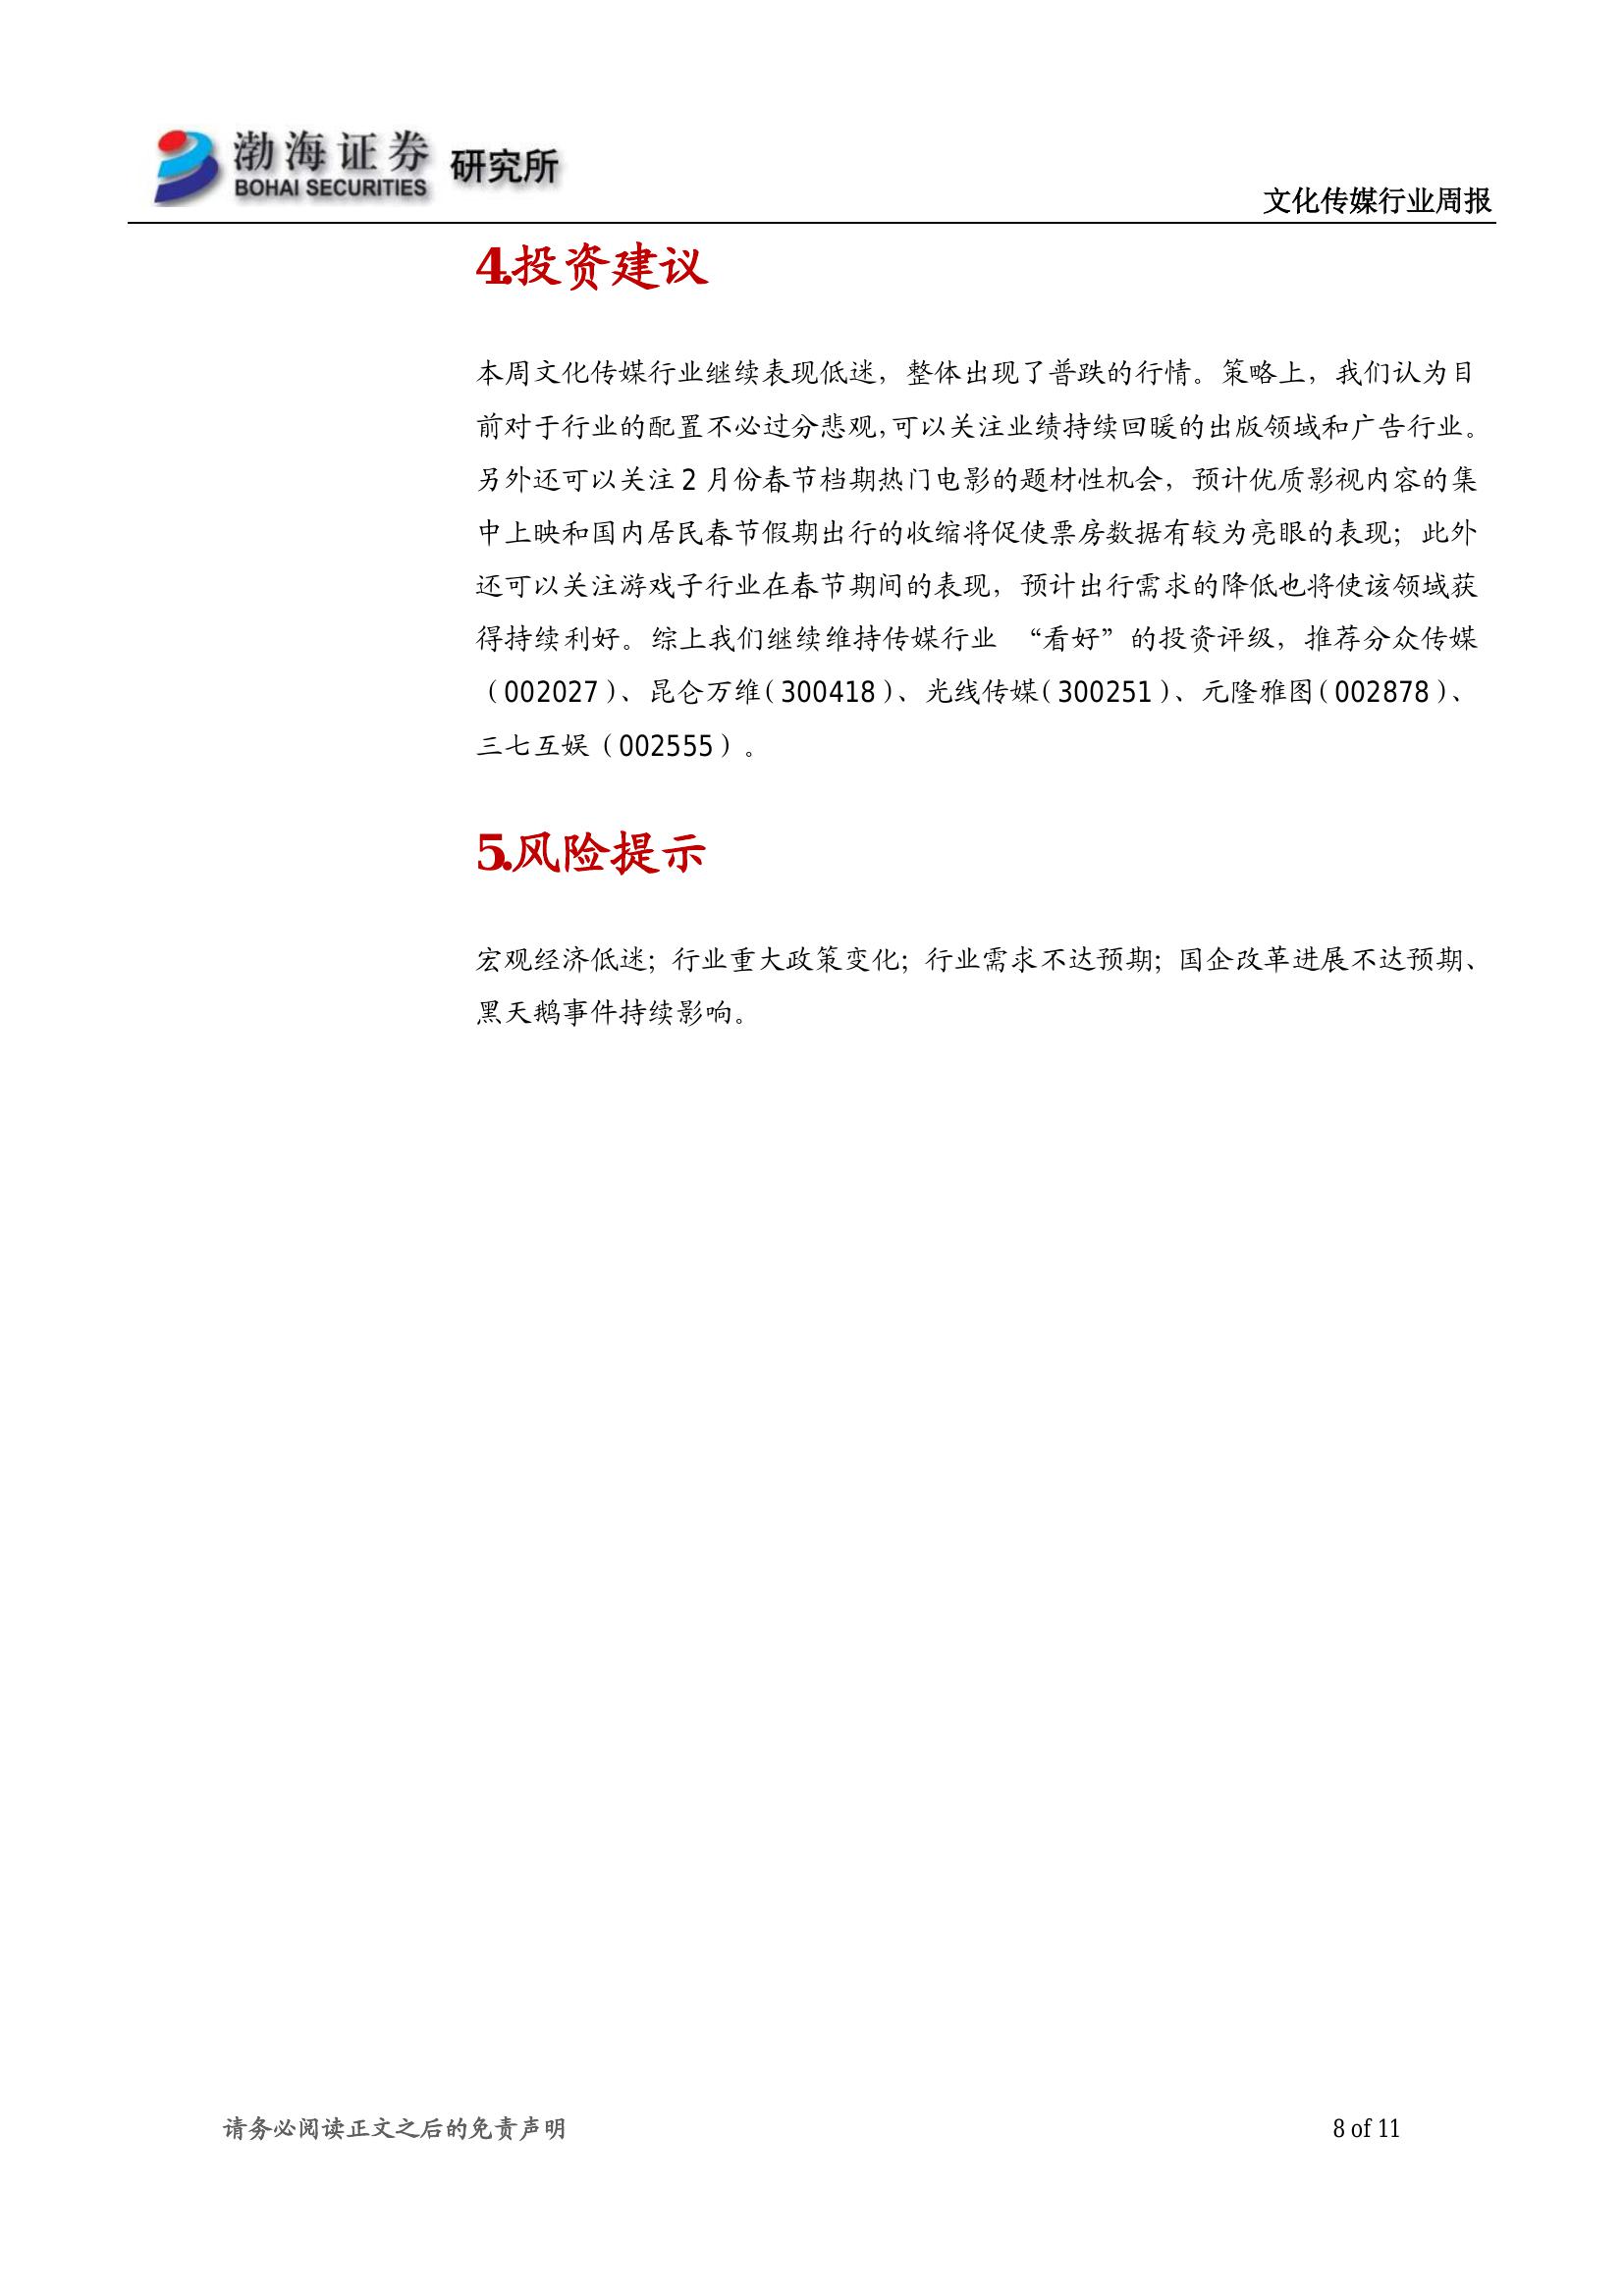 渤海证券 研究所
BOHAI SECURITIES
文化传媒行业周报
4.投资建议
本周文化传媒行业继续表现低迷，整体出现了普跌的行情。策略上，我们认为目
前对于行业的配置不必过分悲观，可以关注业绩持续回暖的出版领域和广告行业。
另外还可以关注 2 月份春节档期热门电影的题材性机会，预计优质影视内容的集
中上映和国内居民春节假期出行的收缩将促使票房数据有较为亮眼的表现；此外
还可以关注游戏子行业在春节期间的表现，预计出行需求的降低也将使该领域获
得持续利好。综上我们继续维持传媒行业 “看好”的投资评级，推荐分众传媒
（002027）、昆仑万维（300418）、光线传媒（300251）、元隆雅图（002878）、
三七互娱（002555）。
5.风险提示
宏观经济低迷；行业重大政策变化；行业需求不达预期；国企改革进展不达预期、
黑天鹅事件持续影响。
请务必阅读正文之后的免责声明 8 of 11